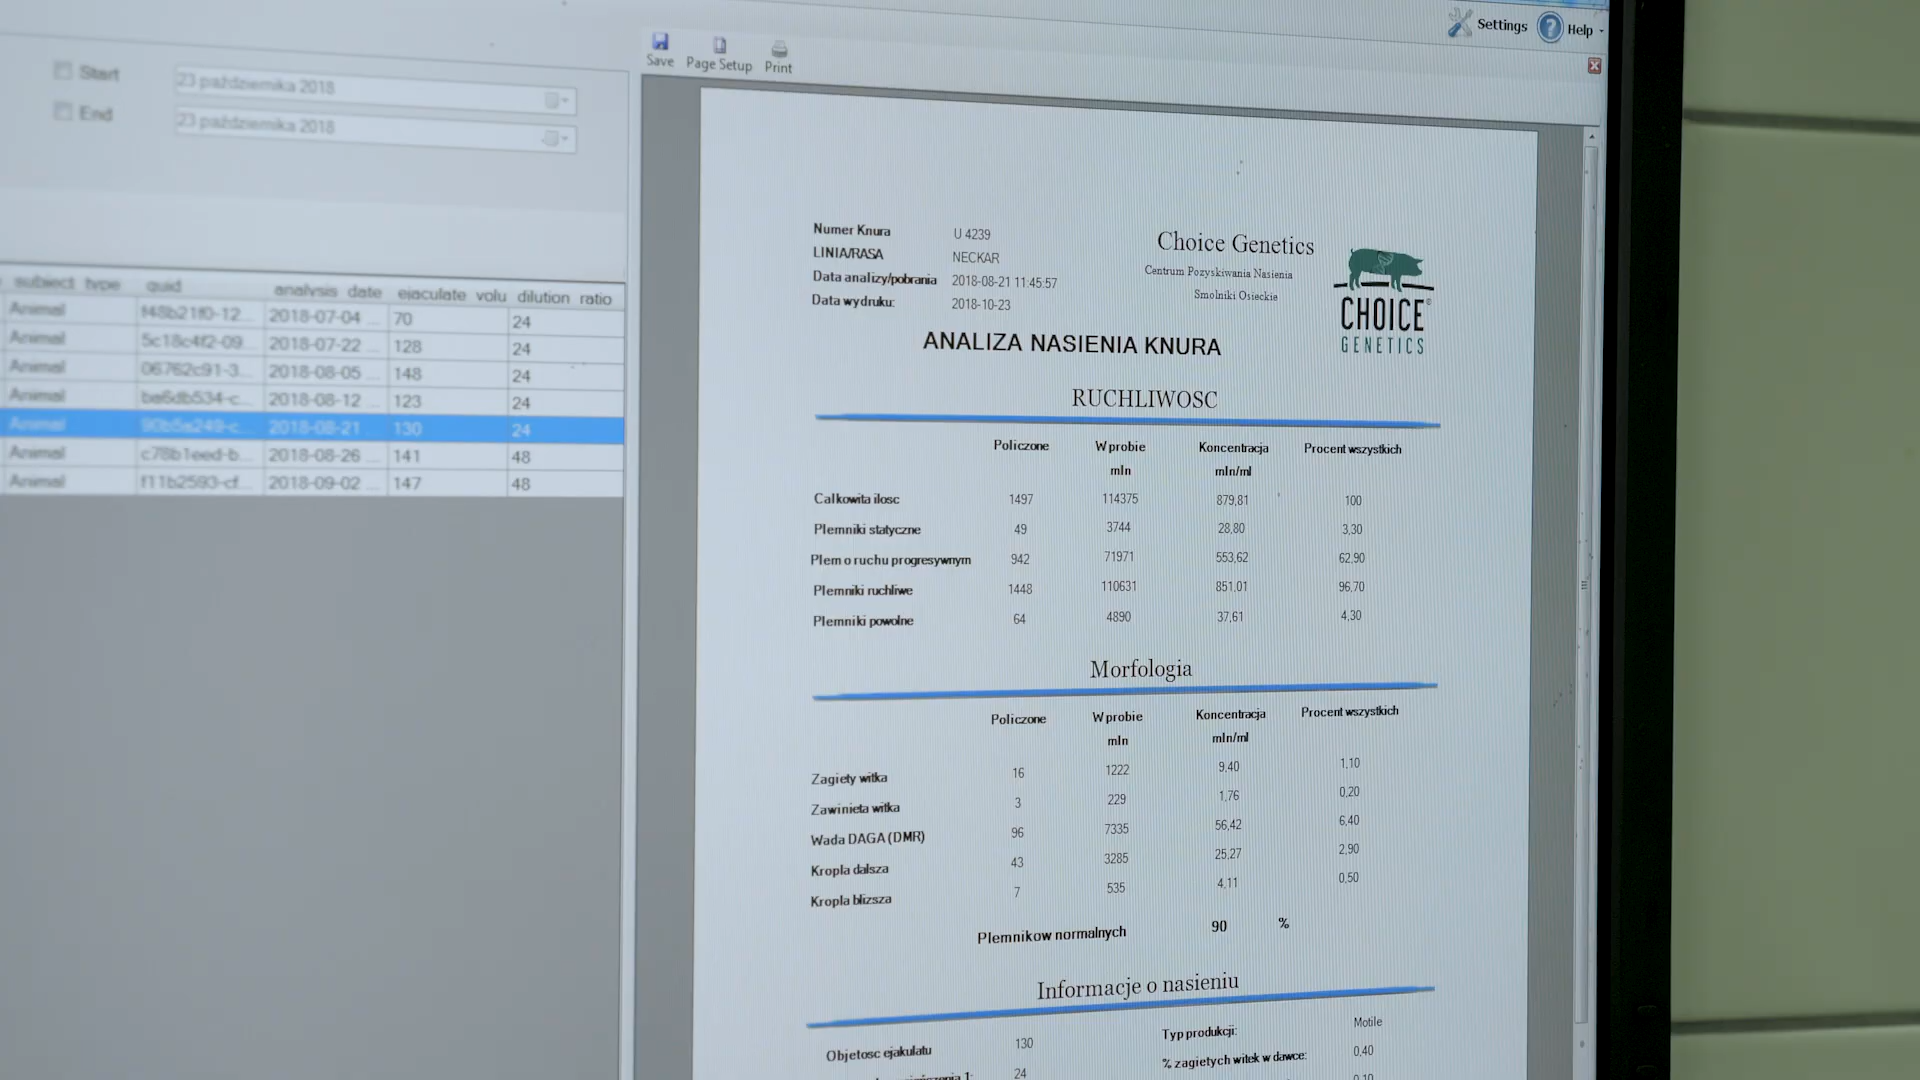 Settings Help
Save Page Setup Print
Start 23 października 2018
End 23 października 2018
subject type guid analysis date ejaculate volu dilution ratio
Animal f48b21f0-12... 2018-07-04 ... 70 24
Animal 5c18c4f2-09... 2018-07-22 ... 128 24
Animal 06762c91-3... 2018-08-05 ... 148 24
Animal be6db534-c... 2018-08-12 ... 123 24
Animal 90b5a249-c... 2018-08-21 ... 130 24
Animal c78b1eed-b... 2018-08-26 ... 141 48
Animal f11b2593-cf... 2018-09-02 ... 147 48
Numer Knura U 4239
LINIA/RASA NECKAR
Data analizy/pobrania 2018-08-21 11:45:57
Data wydruku: 2018-10-23
Choice Genetics
Centrum Pozyskiwania Nasienia
Smolniki Osieckie
CHOICE
GENETICS
ANALIZA NASIENIA KNURA
RUCHLIWOSC
Policzone W probie Koncentracja Procent wszystkich
mln mln/ml
Calkowita ilosc 1497 114375 879,81 100
Plemniki statyczne 49 3744 28,80 3,30
Plem o ruchu progresywnym 942 71971 553,62 62,90
Plemniki ruchliwe 1448 110631 851,01 96,70
Plemniki powolne 64 4890 37,61 4,30
Morfologia
Policzone W probie Koncentracja Procent wszystkich
mln mln/ml
Zagiety witka 16 1222 9,40 1,10
Zawinieta witka 3 229 1,76 0,20
Wada DAGA (DMR) 96 7335 56,42 6,40
Kropla dalsza 43 3285 25,27 2,90
Kropla blizsza 7 535 4,11 0,50
Plemnikow normalnych 90 %
Informacje o nasieniu
Objetosc ejakulatu 130 Typ produkcji: Motile
24 % zagietych witek w dawce: 0,40